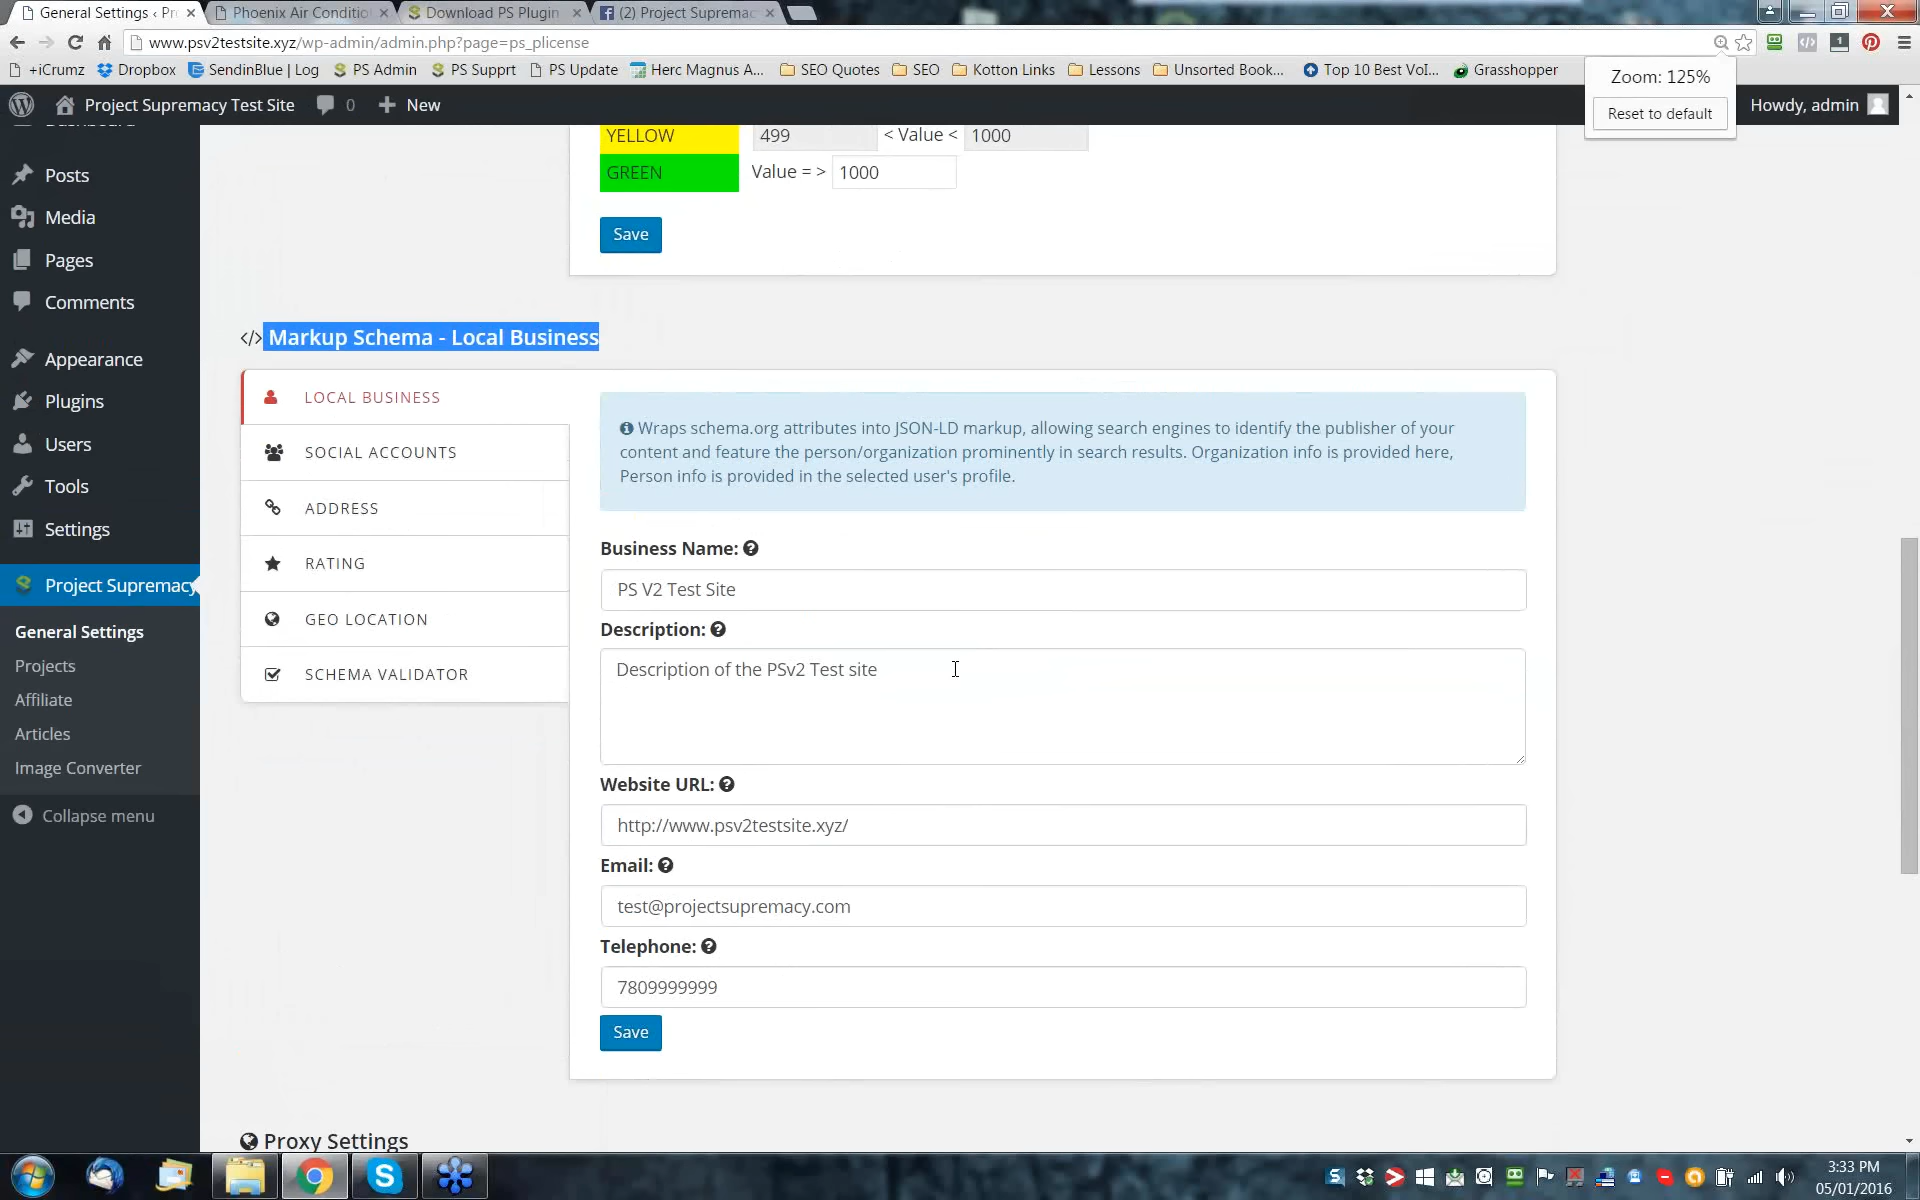 General Settings ‹ Pr
Phoenix Air Conditio
Download PS Plugin
(2) Project Supremac
www.psv2testsite.xyz/wp-admin/admin.php?page=ps_plicense
+iCrumz
Dropbox
SendinBlue | Log
PS Admin
PS Supprt
PS Update
Herc Magnus A...
SEO Quotes
SEO
Kotton Links
Lessons
Unsorted Book...
Top 10 Best VoI...
Grasshopper
Zoom: 125%
Reset to default
Project Supremacy Test Site
0
New
Howdy, admin
Posts
Media
Pages
Comments
Appearance
Plugins
Users
Tools
Settings
Project Supremacy
General Settings
Projects
Affiliate
Articles
Image Converter
Collapse menu
YELLOW 499 < Value < 1000
GREEN Value = > 1000
Save
</> Markup Schema - Local Business
LOCAL BUSINESS
SOCIAL ACCOUNTS
ADDRESS
RATING
GEO LOCATION
SCHEMA VALIDATOR
Wraps schema.org attributes into JSON-LD markup, allowing search engines to identify the publisher of your
content and feature the person/organization prominently in search results. Organization info is provided here,
Person info is provided in the selected user's profile.
Business Name:
PS V2 Test Site
Description:
Description of the PSv2 Test site
Website URL:
http://www.psv2testsite.xyz/
Email:
test@projectsupremacy.com
Telephone:
7809999999
Save
Proxy Settings
3:33 PM
05/01/2016